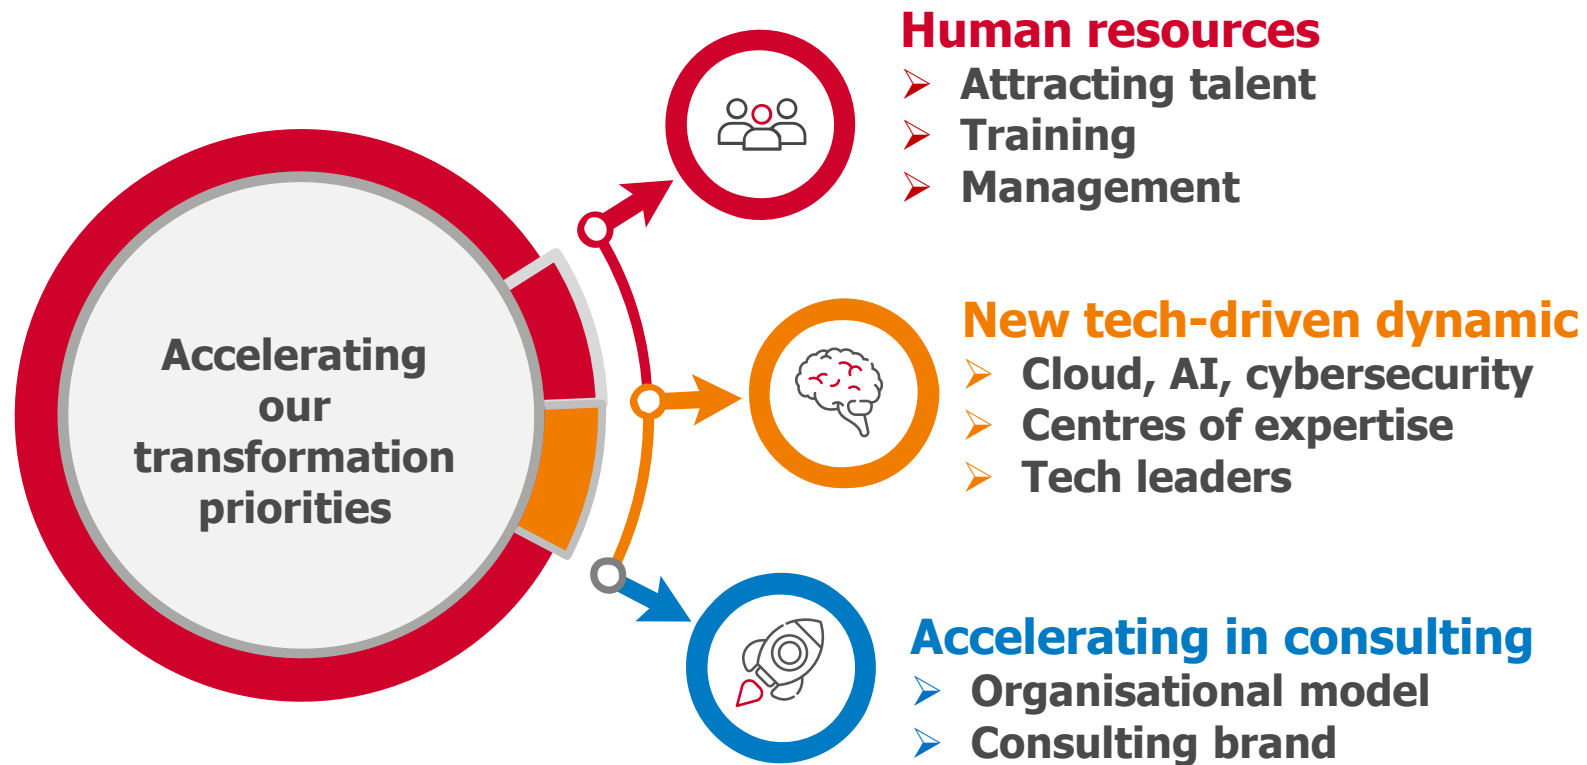 Accelerating
our
transformation
priorities
Human resources
Attracting talent
Training
Management
New tech-driven dynamic
Cloud, AI, cybersecurity
Centres of expertise
Tech leaders
Accelerating in consulting
Organisational model
Consulting brand